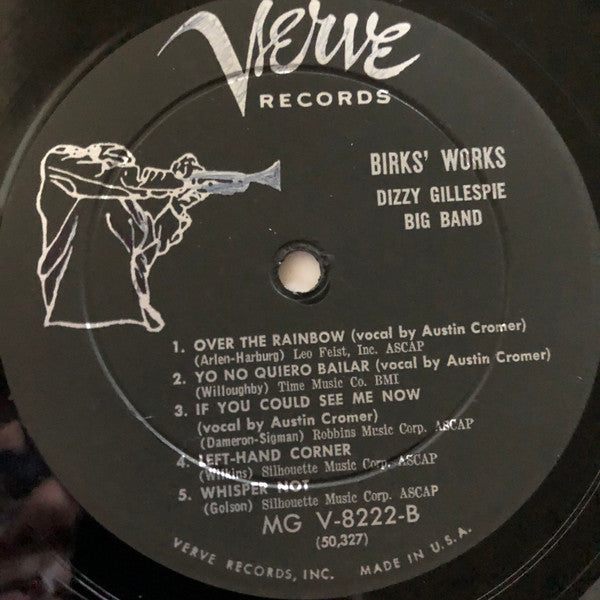 Verve
RECORDS
BIRKS' WORKS
DIZZY GILLESPIE
BIG BAND
1. OVER THE RAINBOW (vocal by Austin Cromer)
(Arlen-Harburg) Leo Feist, Inc. ASCAP
2. YO NO QUIERO BAILAR (vocal by Austin Cromer)
(Willoughby) Time Music Co. BMI
3. IF YOU COULD SEE ME NOW
(vocal by Austin Cromer)
(Dameron-Sigman) Robbins Music Corp. ASCAP
4. LEFT-HAND CORNER
(Wilkins) Silhouette Music Corp. ASCAP
5. WHISPER NOT
(Golson) Silhouette Music Corp. ASCAP
MG V-8222-B
(50,327)
VERVE RECORDS, INC. MADE IN U.S.A.